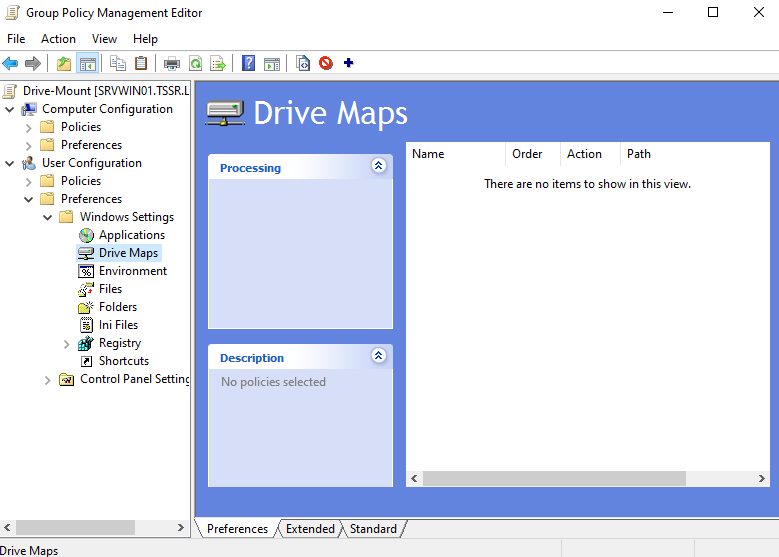 Group Policy Management Editor
File Action View Help
Drive-Mount [SRVWIN01.TSSR.L
Computer Configuration
Policies
Preferences
User Configuration
Policies
Preferences
Windows Settings
Applications
Drive Maps
Environment
Files
Folders
Ini Files
Registry
Shortcuts
Control Panel Setting
Drive Maps
Processing
Description
No policies selected
Name Order Action Path
There are no items to show in this view.
Preferences Extended Standard
Drive Maps